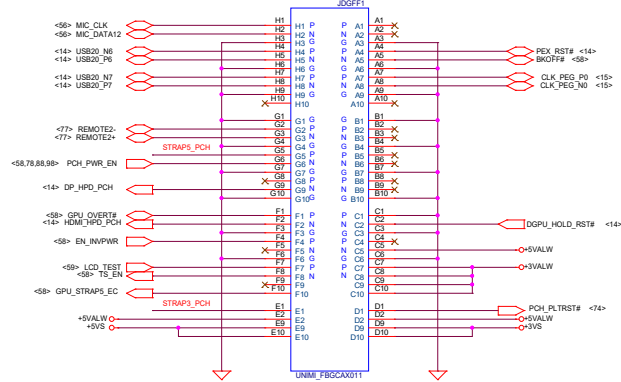 JDGFF1
<56> MIC_CLK H1 H1 P P A1 A1
<56> MIC_DATA12 H2 H2 N N A2 A2
H3 H3 G G A3 A3
<14> USB20_N6 H4 H4 P P A4 A4 PEX_RST# <14>
<14> USB20_P6 H5 H5 N N A5 A5 BKOFF# <58>
H6 H6 G G A6 A6
<14> USB20_N7 H7 H7 P P A7 A7 CLK_PEG_P0 <15>
<14> USB20_P7 H8 H8 N N A8 A8 CLK_PEG_N0 <15>
H9 H9 G G A9 A9
H10 H10 A10 A10
G1 G1 G G B1 B1
<77> REMOTE2- G2 G2 P P B2 B2
<77> REMOTE2+ G3 G3 N N B3 B3
G4 G4 G G B4 B4
STRAP5_PCH G5 G5 P P B5 B5
<58,78,88,98> PCH_PWR_EN G6 G6 N N B6 B6
G7 G7 G G B7 B7
G8 G8 P P B8 B8
<14> DP_HPD_PCH G9 G9 N N B9 B9
G10 G10 G G B10 B10
<58> GPU_OVERT# F1 F1 P P C1 C1
<14> HDMI_HPD_PCH F2 F2 N N C2 C2 DGPU_HOLD_RST# <14>
F3 F3 G G C3 C3
<58> EN_INVPWR F4 F4 P P C4 C4
F5 F5 N N C5 C5 +5VALW
F6 F6 G G C6 C6
<59> LCD_TEST F7 F7 P P C7 C7 +3VALW
<58> TS_EN F8 F8 N N C8 C8
F9 F9 C9 C9
<58> GPU_STRAP5_EC F10 F10 C10 C10
STRAP3_PCH E1 E1 D1 D1 PCH_PLTRST# <74>
+5VALW E2 E2 D2 D2 +5VALW
+5VS E9 E9 D9 D9 +3VS
E10 E10 D10 D10
UNIMI_FBGCAX011